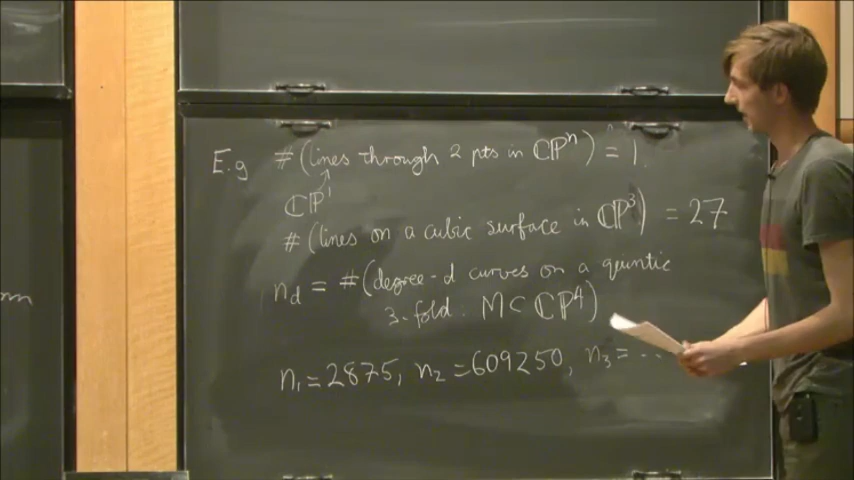 E.g # (lines through 2 pts in ℂℙⁿ) = 1.
ℂℙ¹
# (lines on a cubic surface in ℂℙ³) = 27
n_d = # (degree-d curves on a quintic
3-fold. M ⊂ ℂℙ⁴)
n₁ = 2875, n₂ = 609250, n₃ = ...